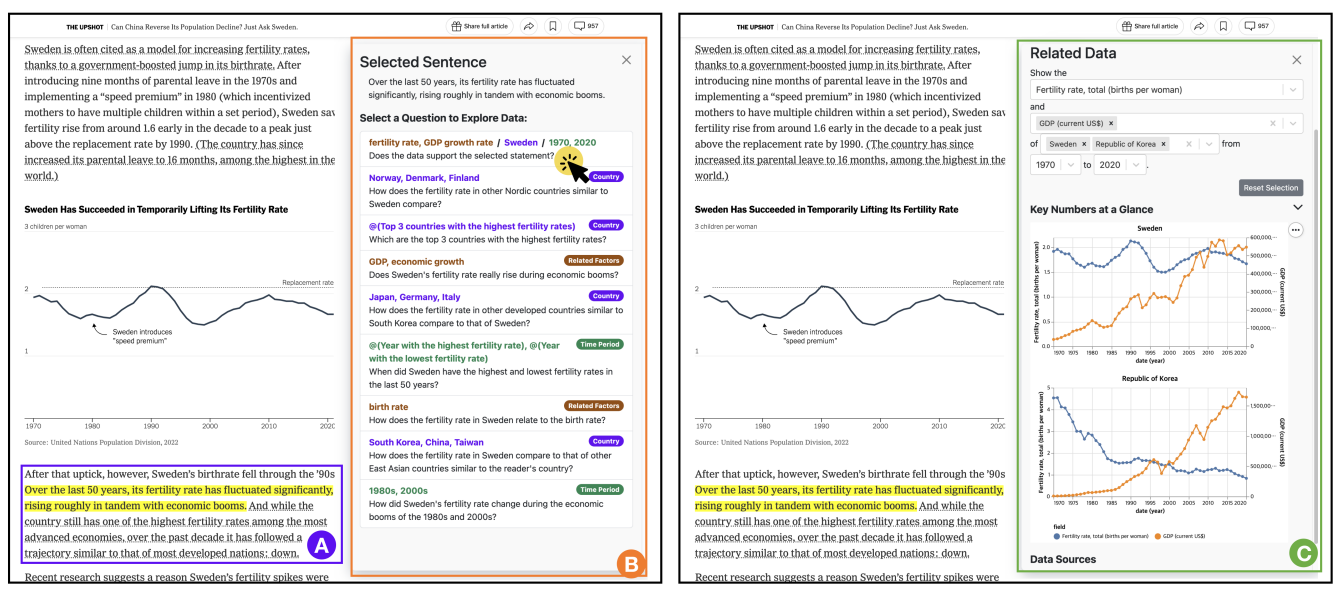 THE UPSHOT | Can China Reverse Its Population Decline? Just Ask Sweden.
Share full article
957
Sweden is often cited as a model for increasing fertility rates,
thanks to a government-boosted jump in its birthrate. After
introducing nine months of parental leave in the 1970s and
implementing a “speed premium” in 1980 (which incentivized
mothers to have multiple children within a set period), Sweden sav
fertility rise from around 1.6 early in the decade to a peak just
above the replacement rate by 1990. (The country has since
increased its parental leave to 16 months, among the highest in the
world.)
Sweden Has Succeeded in Temporarily Lifting Its Fertility Rate
3 children per woman
Replacement rate
2
Sweden introduces
"speed premium"
1
1970 1980 1990 2000 2010 202C
Source: United Nations Population Division, 2022
After that uptick, however, Sweden's birthrate fell through the '90s
Over the last 50 years, its fertility rate has fluctuated significantly,
rising roughly in tandem with economic booms. And while the
country still has one of the highest fertility rates among the most
advanced economies, over the past decade it has followed a
trajectory similar to that of most developed nations: down.
A
Recent research suggests a reason Sweden's fertility spikes were
Selected Sentence
Over the last 50 years, its fertility rate has fluctuated
significantly, rising roughly in tandem with economic booms.
Select a Question to Explore Data:
fertility rate, GDP growth rate / Sweden / 1970, 2020
Does the data support the selected statement?
Norway, Denmark, Finland Country
How does the fertility rate in other Nordic countries similar to
Sweden compare?
@(Top 3 countries with the highest fertility rates) Country
Which are the top 3 countries with the highest fertility rates?
GDP, economic growth Related Factors
Does Sweden's fertility rate really rise during economic booms?
Japan, Germany, Italy Country
How does the fertility rate in other developed countries similar to
South Korea compare to that of Sweden?
@(Year with the highest fertility rate), @(Year Time Period
with the lowest fertility rate)
When did Sweden have the highest and lowest fertility rates in
the last 50 years?
birth rate Related Factors
How does the fertility rate in Sweden relate to the birth rate?
South Korea, China, Taiwan Country
How does the fertility rate in Sweden compare to that of other
East Asian countries similar to the reader's country?
1980s, 2000s Time Period
How did Sweden's fertility rate change during the economic
booms of the 1980s and 2000s?
B
THE UPSHOT | Can China Reverse Its Population Decline? Just Ask Sweden.
Share full article
957
Sweden is often cited as a model for increasing fertility rates,
thanks to a government-boosted jump in its birthrate. After
introducing nine months of parental leave in the 1970s and
implementing a “speed premium” in 1980 (which incentivized
mothers to have multiple children within a set period), Sweden sav
fertility rise from around 1.6 early in the decade to a peak just
above the replacement rate by 1990. (The country has since
increased its parental leave to 16 months, among the highest in the
world.)
Sweden Has Succeeded in Temporarily Lifting Its Fertility Rate
3 children per woman
Replacement rate
2
Sweden introduces
"speed premium"
1
1970 1980 1990 2000 2010 202C
Source: United Nations Population Division, 2022
After that uptick, however, Sweden's birthrate fell through the '90s
Over the last 50 years, its fertility rate has fluctuated significantly,
rising roughly in tandem with economic booms. And while the
country still has one of the highest fertility rates among the most
advanced economies, over the past decade it has followed a
trajectory similar to that of most developed nations: down.
Recent research suggests a reason Sweden's fertility spikes were
Related Data
Show the
Fertility rate, total (births per woman)
and
GDP (current US$) ×
of Sweden × Republic of Korea × from
1970 to 2020 .
Reset Selection
Key Numbers at a Glance
Sweden
Fertility rate, total (births per woman)
2.0
1.5
1.0
0.5
0.0
600,000,···
500,000,···
400,000,···
300,000,···
200,000,···
100,000,···
0
GDP (current US$)
1970 1975 1980 1985 1990 1995 2000 2005 2010 2015 2020
date (year)
Republic of Korea
Fertility rate, total (births per woman)
5
4
3
2
1
0
1,500,00···
1,000,00···
500,000,···
0
GDP (current US$)
1970 1975 1980 1985 1990 1995 2000 2005 2010 2015 2020
date (year)
field
Fertility rate, total (births per woman) GDP (current US$)
Data Sources
C